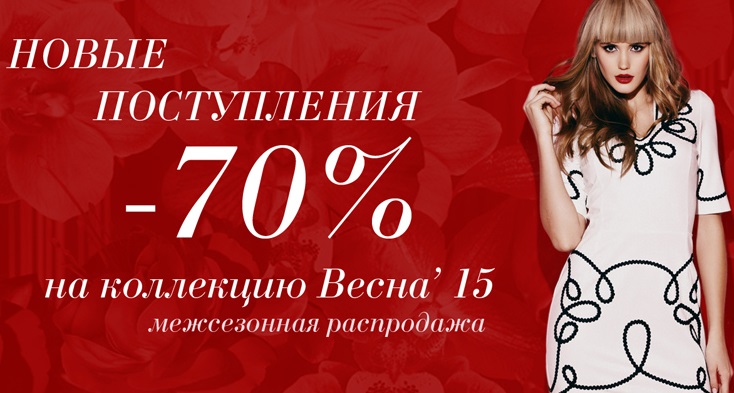 НОВЫЕ
ПОСТУПЛЕНИЯ
-70%
на коллекцию Весна’ 15
межсезонная распродажа